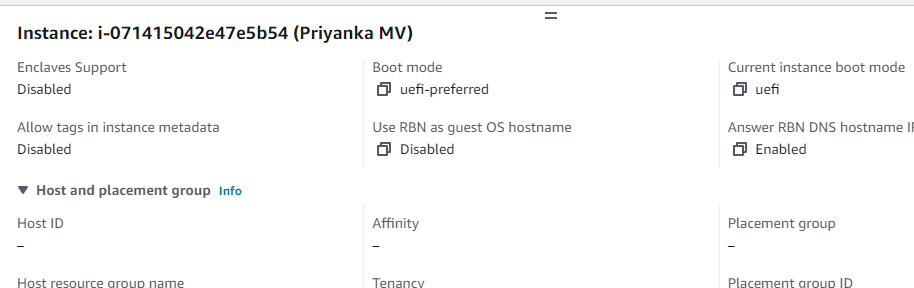 Instance: i-071415042e47e5b54 (Priyanka MV)
Enclaves Support
Disabled
Boot mode
uefi-preferred
Current instance boot mode
uefi
Allow tags in instance metadata
Disabled
Use RBN as guest OS hostname
Disabled
Answer RBN DNS hostname IP
Enabled
Host and placement group Info
Host ID
–
Affinity
–
Placement group
–
Host resource group name
Tenancy
Placement group ID